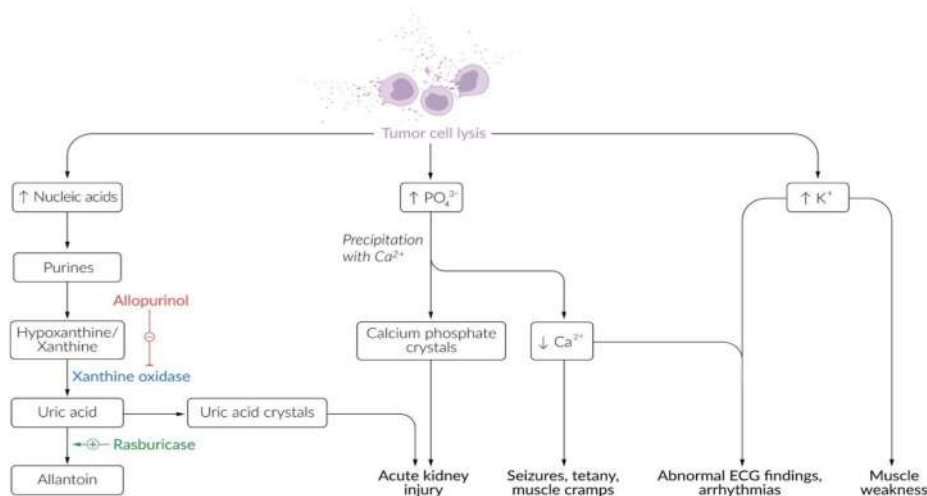 Tumor cell lysis
↑ Nucleic acids
↑ PO₄³⁻
↑ K⁺
Precipitation
with Ca²⁺
Purines
Allopurinol
Hypoxanthine/
Xanthine
Calcium phosphate
crystals
↓ Ca²⁺
Xanthine oxidase
Uric acid
Uric acid crystals
Rasburicase
Allantoin
Acute kidney
injury
Seizures, tetany,
muscle cramps
Abnormal ECG findings,
arrhythmias
Muscle
weakness